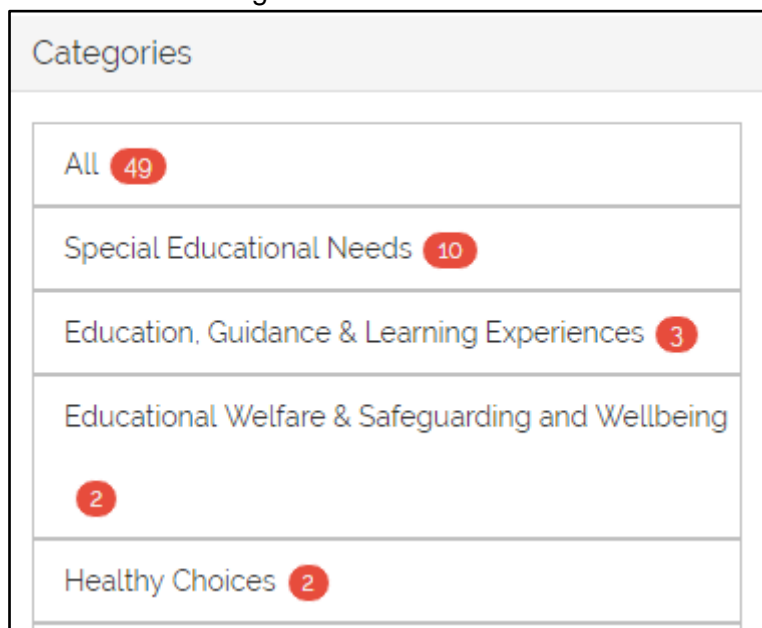 Categories
All 49
Special Educational Needs 10
Education, Guidance & Learning Experiences 3
Educational Welfare & Safeguarding and Wellbeing
2
Healthy Choices 2